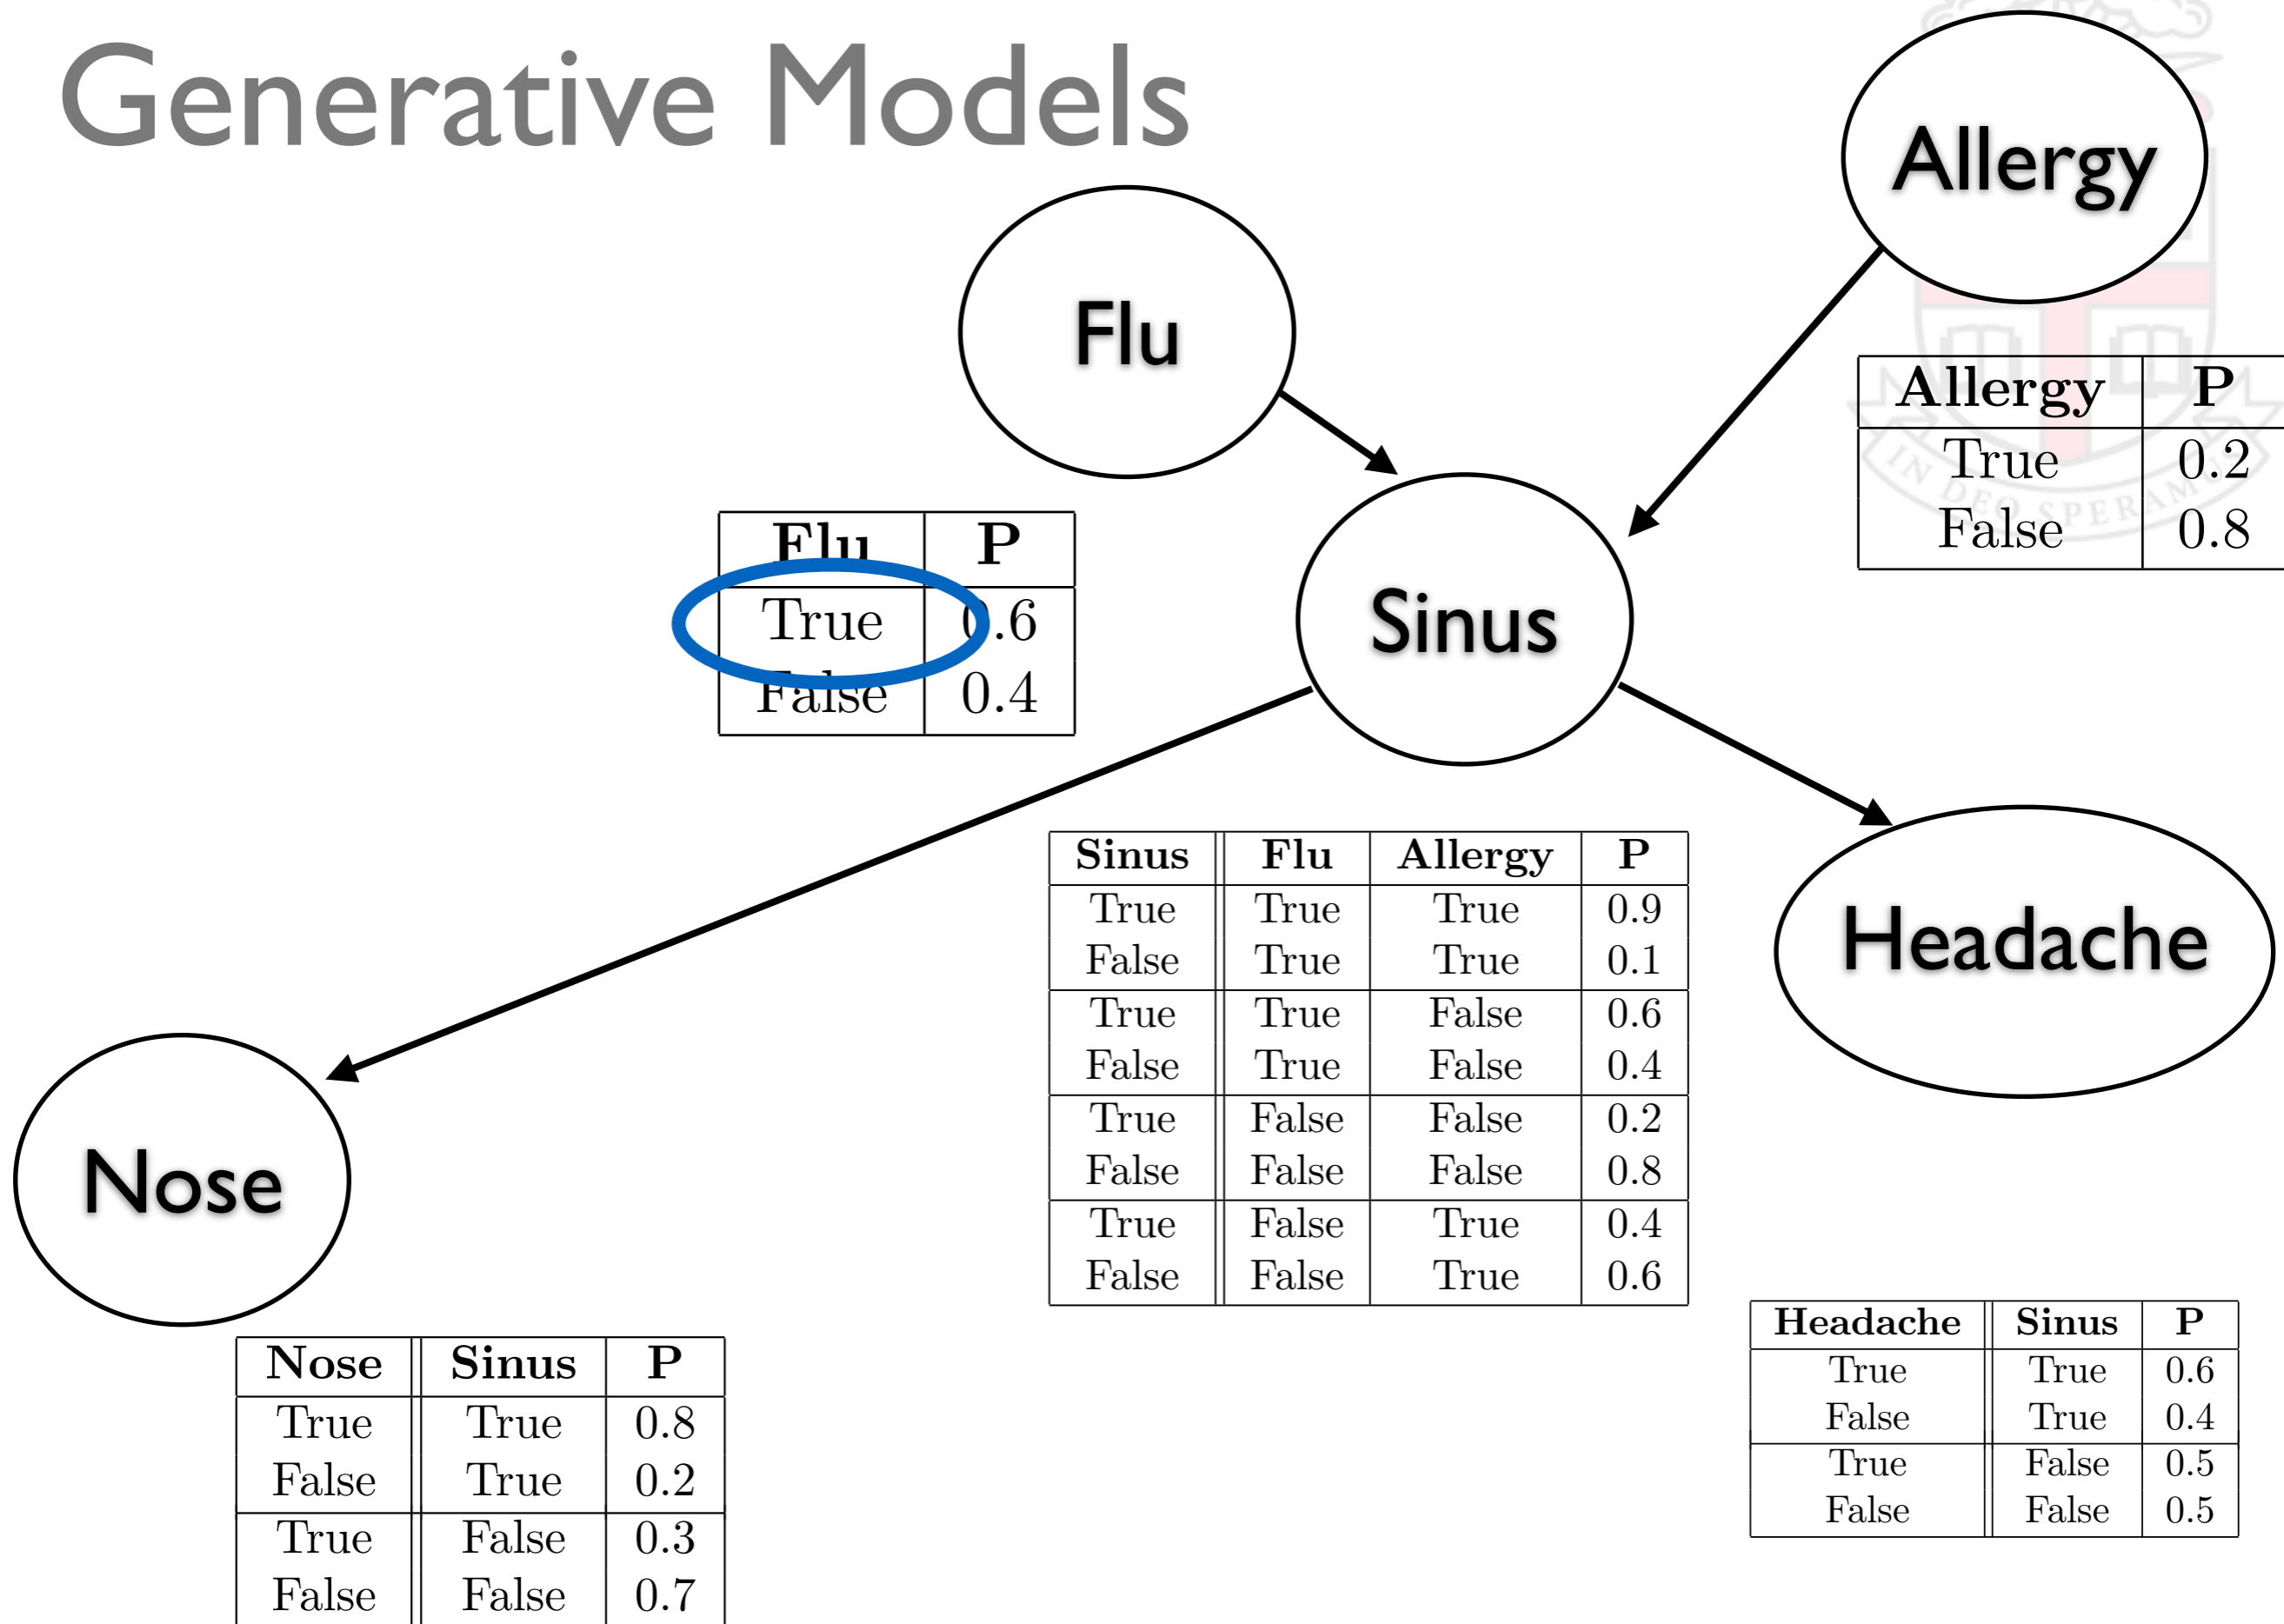 Generative Models
Allergy
Flu
Allergy P
True 0.2
False 0.8
IN DEO SPERAMUS
Flu P
True 0.6
False 0.4
Sinus
Sinus Flu Allergy P
True True True 0.9
False True True 0.1
True True False 0.6
False True False 0.4
True False False 0.2
False False False 0.8
True False True 0.4
False False True 0.6
Headache
Nose
Headache Sinus P
True True 0.6
False True 0.4
True False 0.5
False False 0.5
Nose Sinus P
True True 0.8
False True 0.2
True False 0.3
False False 0.7